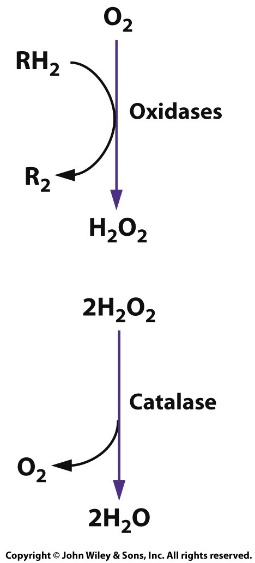 O₂
RH₂
Oxidases
R₂
H₂O₂
2H₂O₂
Catalase
O₂
2H₂O
Copyright © John Wiley & Sons, Inc. All rights reserved.